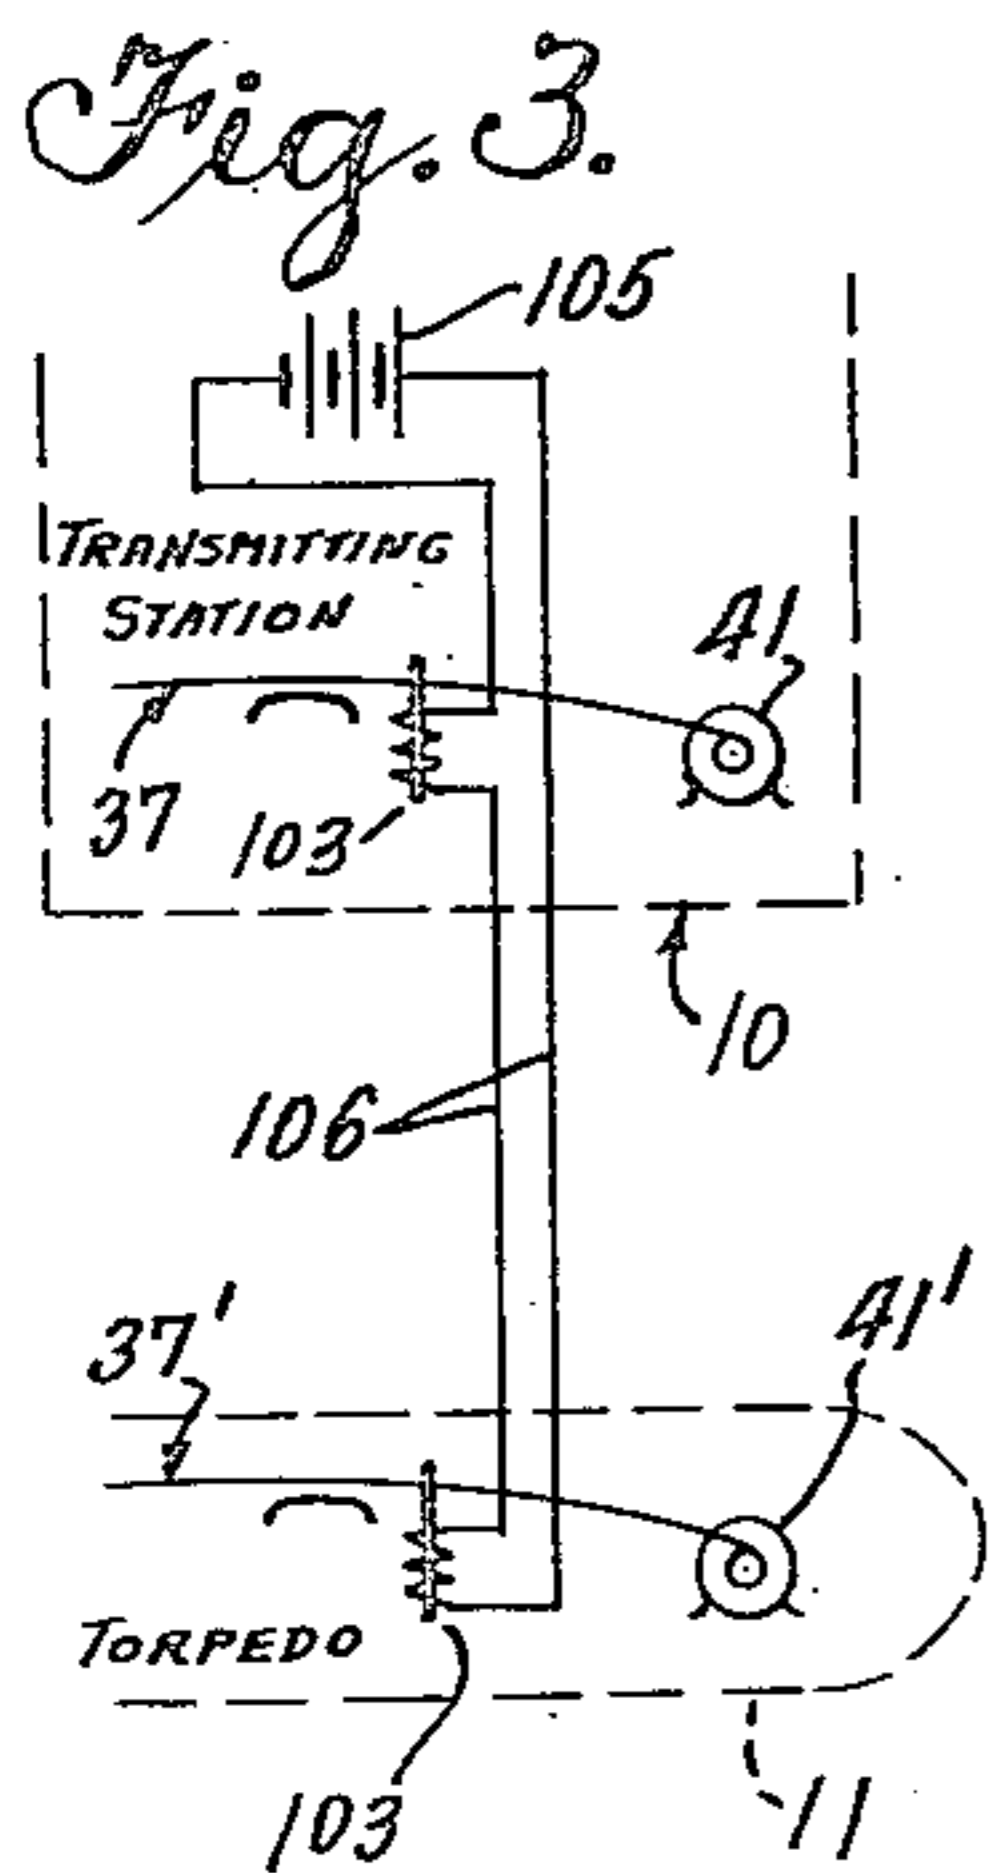 Fig. 3.
105
TRANSMITTING
STATION
41
37
103
10
106
37'
41'
TORPEDO
103
11